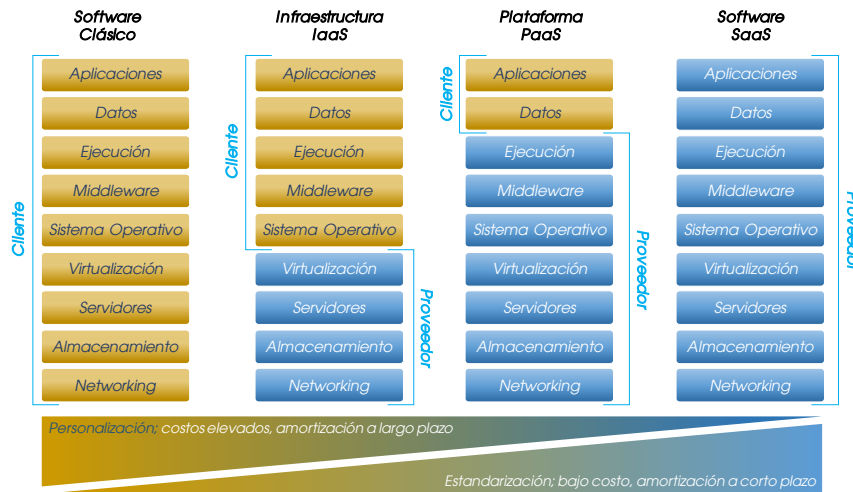 Software
Clásico
Infraestructura
IaaS
Plataforma
PaaS
Software
SaaS
Cliente
Aplicaciones
Datos
Ejecución
Middleware
Sistema Operativo
Virtualización
Servidores
Almacenamiento
Networking
Cliente
Aplicaciones
Datos
Ejecución
Middleware
Sistema Operativo
Virtualización
Servidores
Almacenamiento
Networking
Proveedor
Cliente
Aplicaciones
Datos
Ejecución
Middleware
Sistema Operativo
Virtualización
Servidores
Almacenamiento
Networking
Proveedor
Aplicaciones
Datos
Ejecución
Middleware
Sistema Operativo
Virtualización
Servidores
Almacenamiento
Networking
Proveedor
Personalización; costos elevados, amortización a largo plazo
Estandarización; bajo costo, amortización a corto plazo